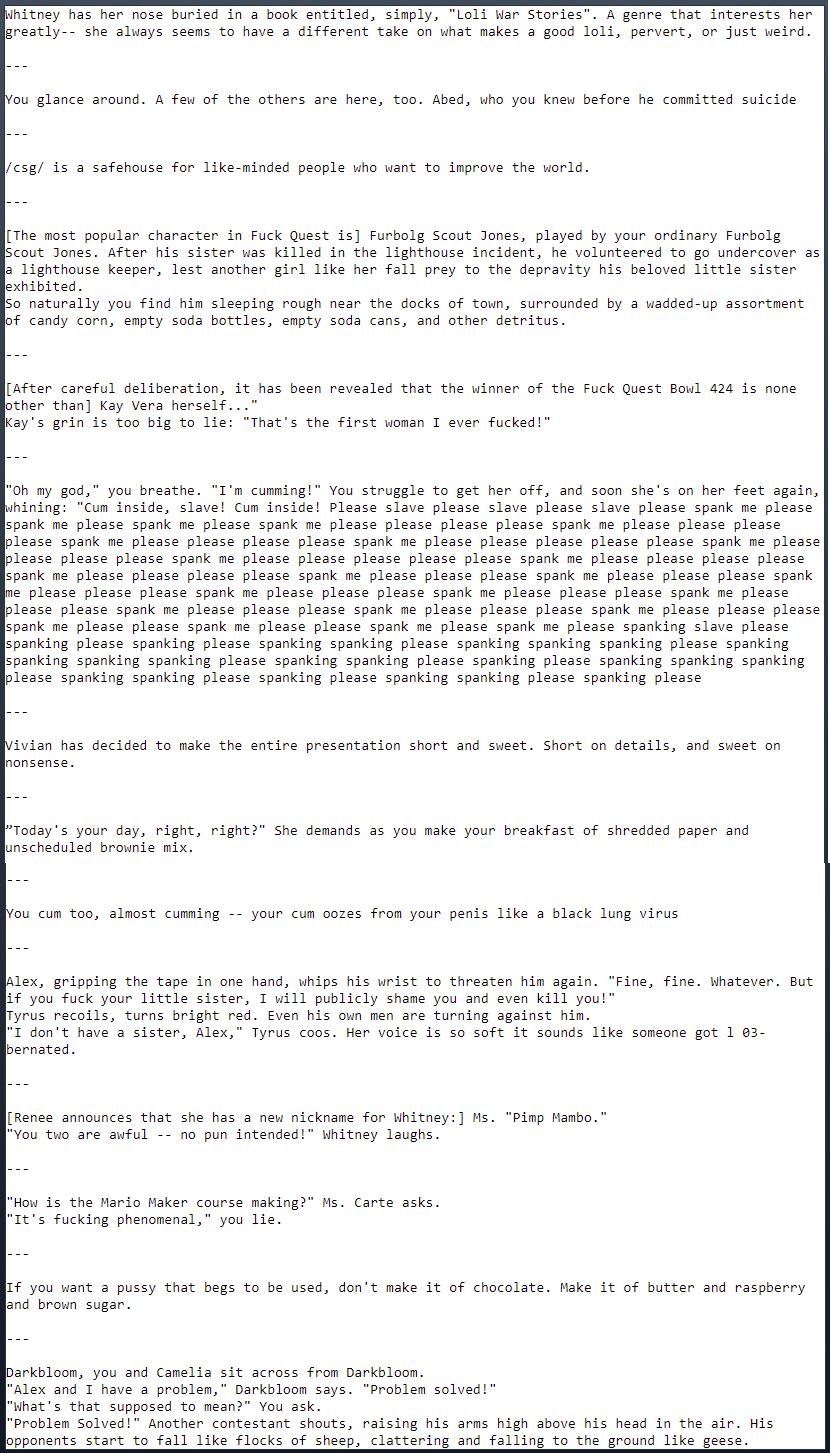 Whitney has her nose buried in a book entitled, simply, "Loli War Stories". A genre that interests her
greatly-- she always seems to have a different take on what makes a good loli, pervert, or just weird.
---
You glance around. A few of the others are here, too. Abed, who you knew before he committed suicide
---
/csg/ is a safehouse for like-minded people who want to improve the world.
---
[The most popular character in Fuck Quest is] Furbolg Scout Jones, played by your ordinary Furbolg
Scout Jones. After his sister was killed in the lighthouse incident, he volunteered to go undercover as
a lighthouse keeper, lest another girl like her fall prey to the depravity his beloved little sister
exhibited.
So naturally you find him sleeping rough near the docks of town, surrounded by a wadded-up assortment
of candy corn, empty soda bottles, empty soda cans, and other detritus.
---
[After careful deliberation, it has been revealed that the winner of the Fuck Quest Bowl 424 is none
other than] Kay Vera herself..."
Kay's grin is too big to lie: "That's the first woman I ever fucked!"
---
"Oh my god," you breathe. "I'm cumming!" You struggle to get her off, and soon she's on her feet again,
whining: "Cum inside, slave! Cum inside! Please slave please slave please slave please spank me please
spank me please spank me please spank me please please please please spank me please please please
please spank me please please please please spank me please please please please please spank me please
please please please spank me please please please please please spank me please please please please
spank me please please please please spank me please please please spank me please please please spank
me please please please spank me please please please spank me please please please spank me please
please please spank me please please please please spank me please please please spank me please please
spank me please please spank me please please spank me please spank me please spanking slave please
spanking please spanking please spanking spanking please spanking spanking spanking please spanking
spanking spanking spanking please spanking spanking please spanking please spanking spanking spanking
please spanking spanking please spanking please spanking spanking please spanking please
---
Vivian has decided to make the entire presentation short and sweet. Short on details, and sweet on
nonsense.
---
”Today's your day, right, right?" She demands as you make your breakfast of shredded paper and
unscheduled brownie mix.
---
You cum too, almost cumming -- your cum oozes from your penis like a black lung virus
---
Alex, gripping the tape in one hand, whips his wrist to threaten him again. "Fine, fine. Whatever. But
if you fuck your little sister, I will publicly shame you and even kill you!"
Tyrus recoils, turns bright red. Even his own men are turning against him.
"I don't have a sister, Alex," Tyrus coos. Her voice is so soft it sounds like someone got l 03-
bernated.
---
[Renee announces that she has a new nickname for Whitney:] Ms. "Pimp Mambo."
"You two are awful -- no pun intended!" Whitney laughs.
---
"How is the Mario Maker course making?" Ms. Carte asks.
"It's fucking phenomenal," you lie.
---
If you want a pussy that begs to be used, don't make it of chocolate. Make it of butter and raspberry
and brown sugar.
---
Darkbloom, you and Camelia sit across from Darkbloom.
"Alex and I have a problem," Darkbloom says. "Problem solved!"
"What's that supposed to mean?" You ask.
"Problem Solved!" Another contestant shouts, raising his arms high above his head in the air. His
opponents start to fall like flocks of sheep, clattering and falling to the ground like geese.